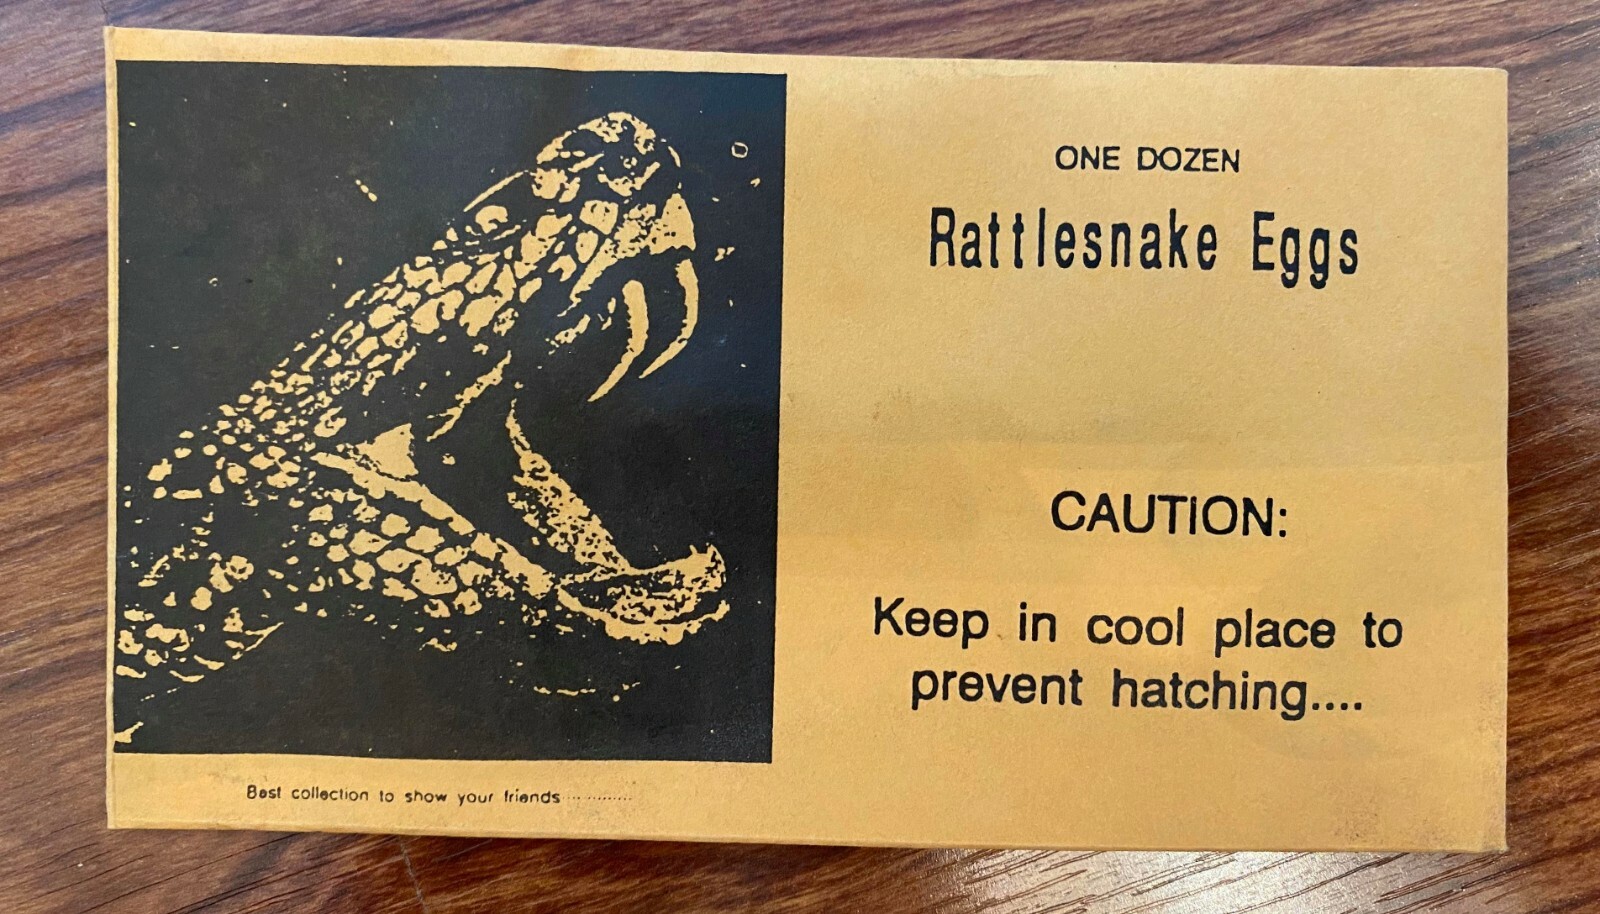 ONE DOZEN
Rattlesnake Eggs
CAUTION:
Keep in cool place to
prevent hatching....
Best collection to show your friends.............